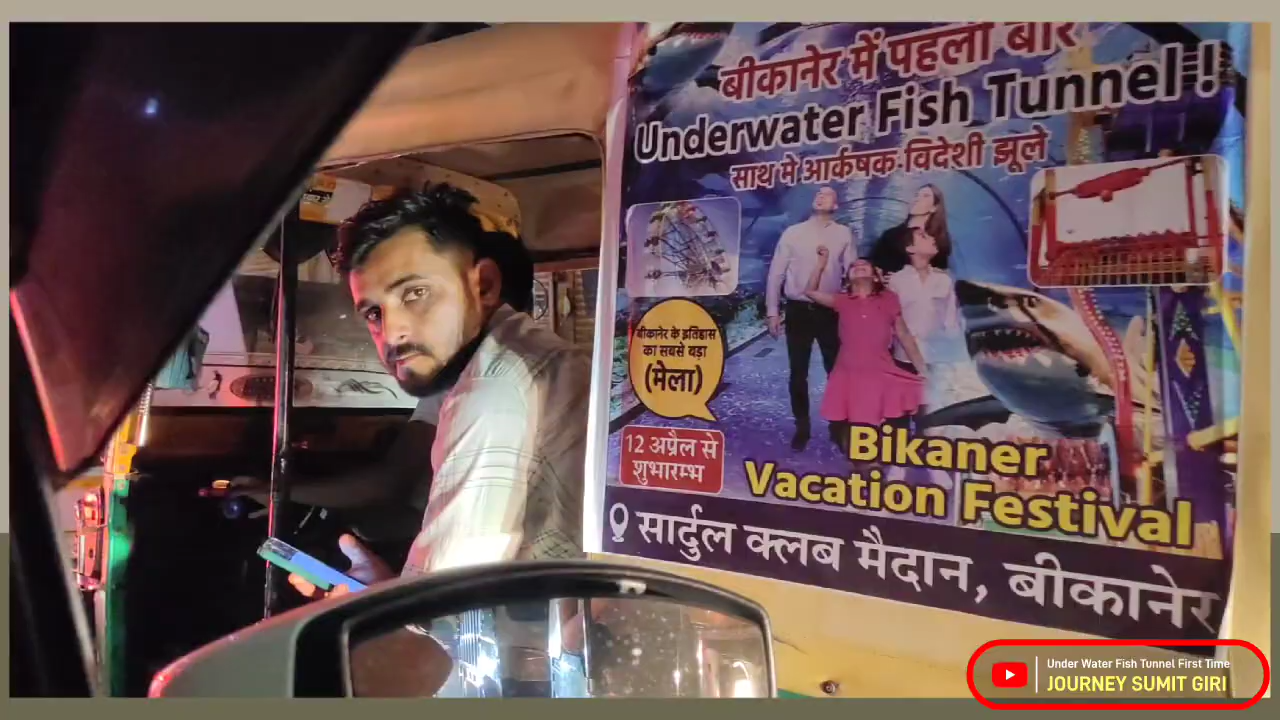 बीकानेर में पहली बार
Underwater Fish Tunnel !
साथ मे आर्कषक विदेशी झूले
बीकानेर के इतिहास
का सबसे बड़ा
(मेला)
12 अप्रैल से
शुभारम्भ
Bikaner
Vacation Festival
सार्दुल क्लब मैदान, बीकानेर
Under Water Fish Tunnel First Time
JOURNEY SUMIT GIRI